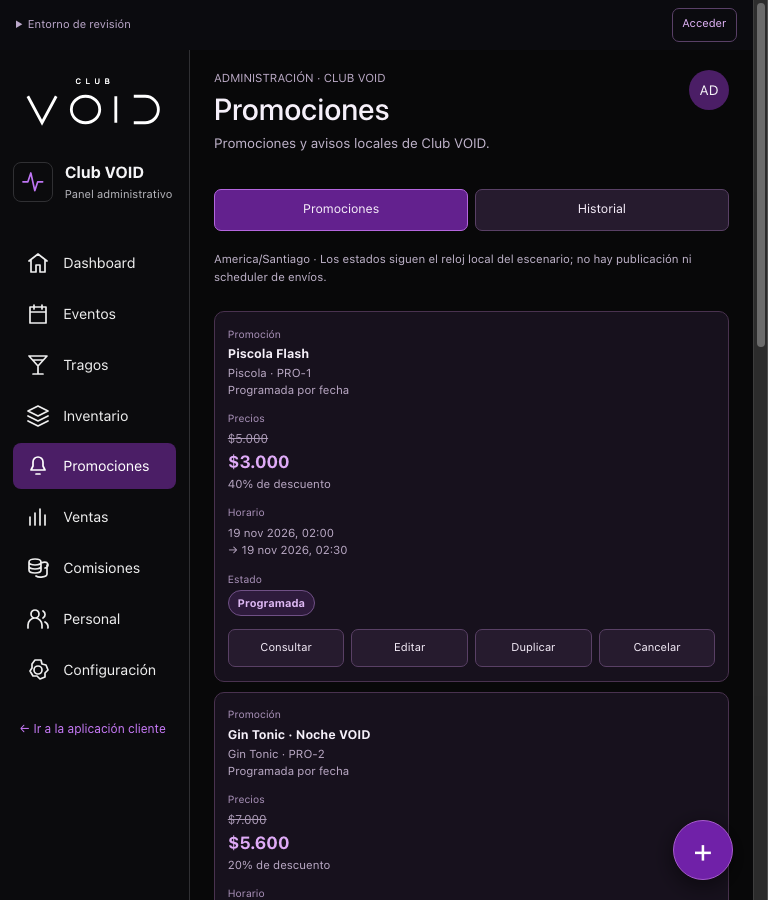 ▶ Entorno de revisión
Acceder
CLUB
VOID
Club VOID
Panel administrativo
Dashboard
Eventos
Tragos
Inventario
Promociones
Ventas
Comisiones
Personal
Configuración
← Ir a la aplicación cliente
ADMINISTRACIÓN · CLUB VOID
AD
Promociones
Promociones y avisos locales de Club VOID.
Promociones
Historial
America/Santiago · Los estados siguen el reloj local del escenario; no hay publicación ni
scheduler de envíos.
Promoción
Piscola Flash
Piscola · PRO-1
Programada por fecha
Precios
$5.000
$3.000
40% de descuento
Horario
19 nov 2026, 02:00
→ 19 nov 2026, 02:30
Estado
Programada
Consultar
Editar
Duplicar
Cancelar
Promoción
Gin Tonic · Noche VOID
Gin Tonic · PRO-2
Programada por fecha
Precios
$7.000
$5.600
20% de descuento
Horario
+